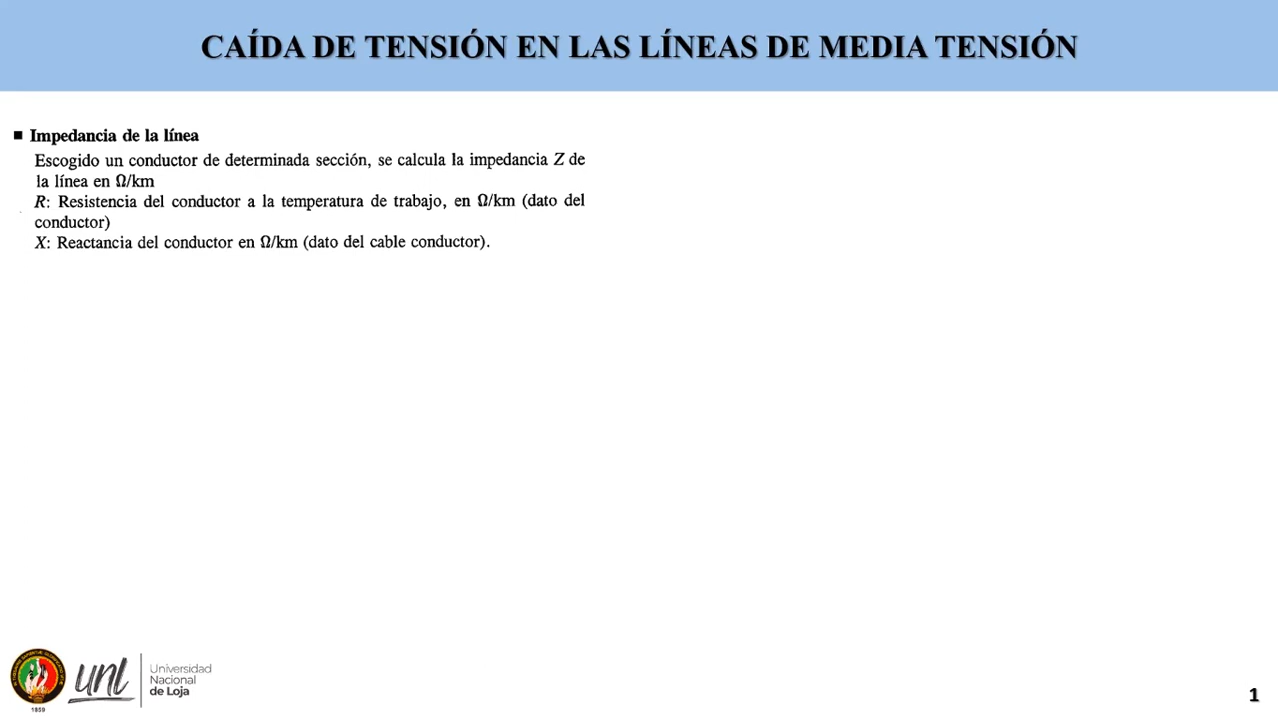 CAÍDA DE TENSIÓN EN LAS LÍNEAS DE MEDIA TENSIÓN
■ Impedancia de la línea
Escogido un conductor de determinada sección, se calcula la impedancia Z de
la línea en Ω/km
R: Resistencia del conductor a la temperatura de trabajo, en Ω/km (dato del
conductor)
X: Reactancia del conductor en Ω/km (dato del cable conductor).
1859
unl
Universidad
Nacional
de Loja
1